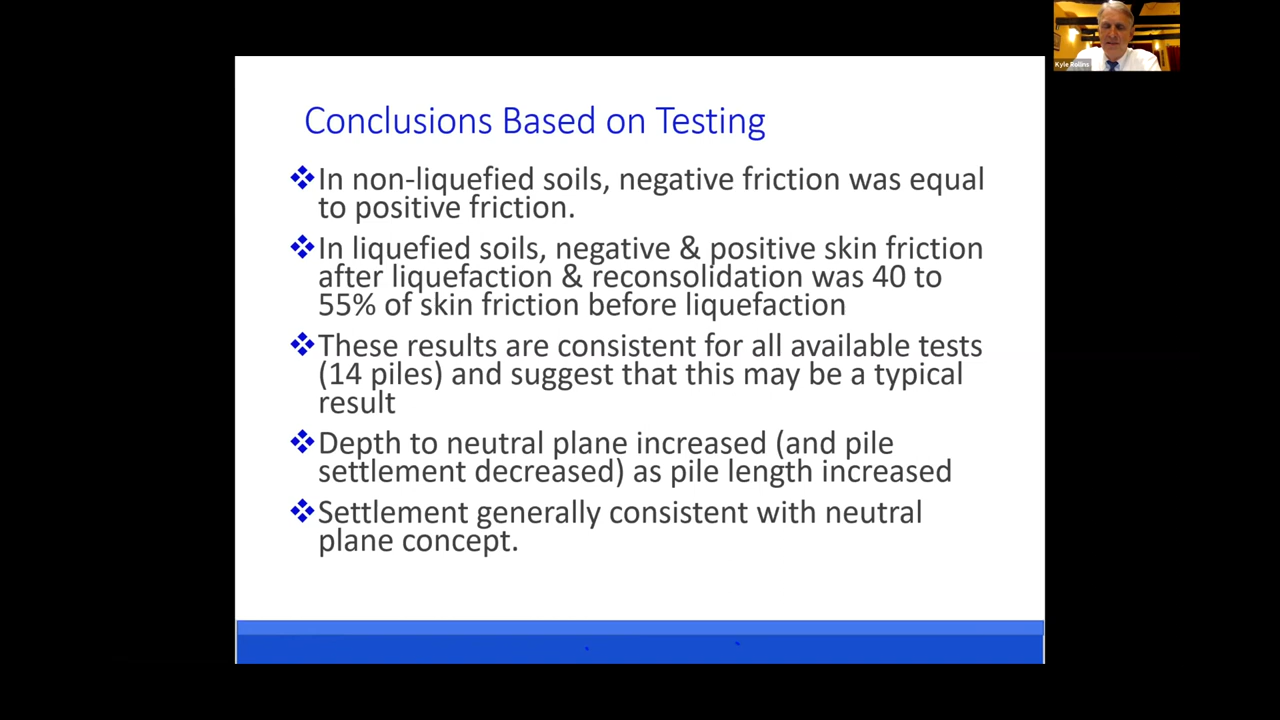 Kyle Rollins
Conclusions Based on Testing
❖In non-liquefied soils, negative friction was equal
to positive friction.
❖In liquefied soils, negative & positive skin friction
after liquefaction & reconsolidation was 40 to
55% of skin friction before liquefaction
❖These results are consistent for all available tests
(14 piles) and suggest that this may be a typical
result
❖Depth to neutral plane increased (and pile
settlement decreased) as pile length increased
❖Settlement generally consistent with neutral
plane concept.